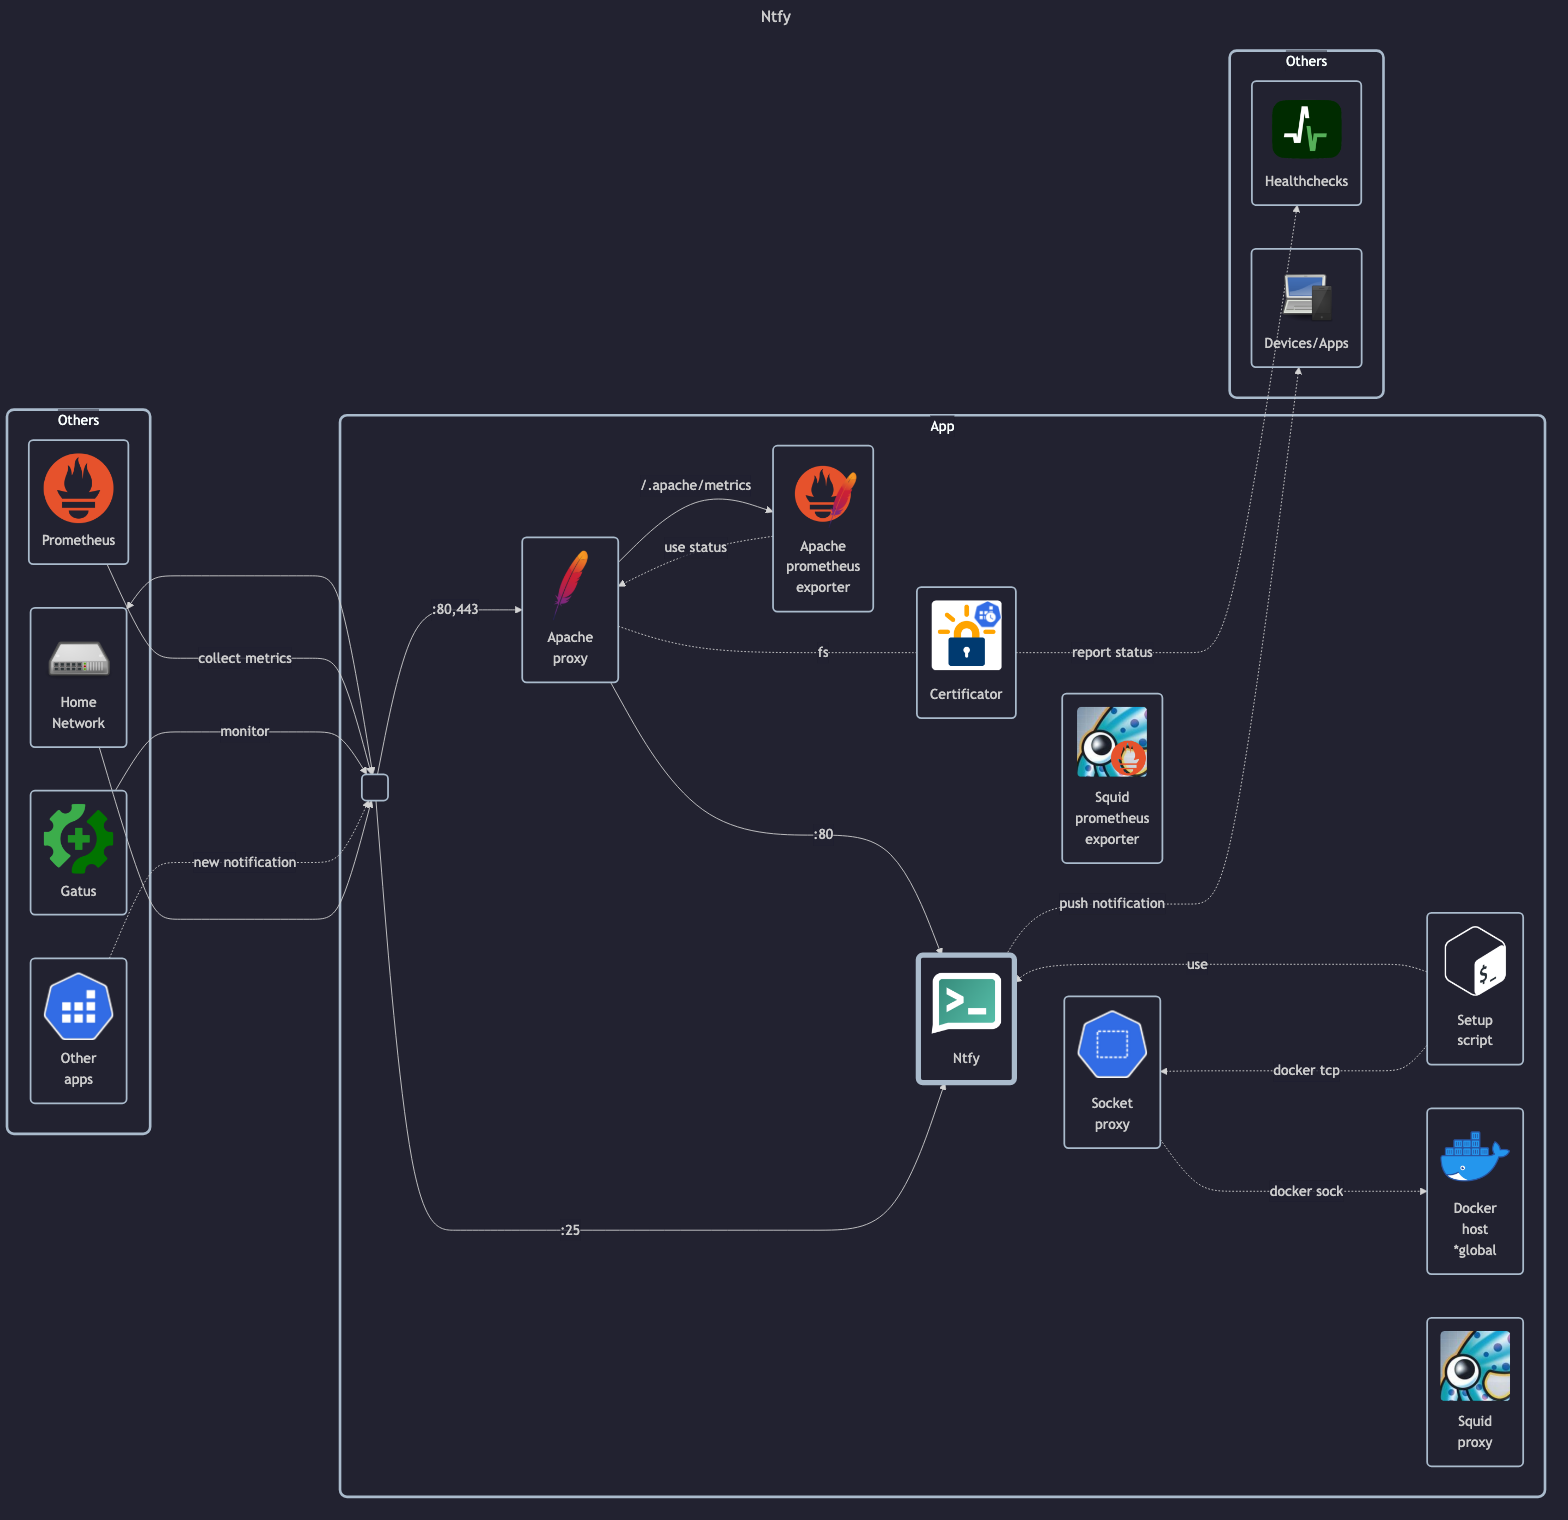 Ntfy
Others
Healthchecks
Devices/Apps
Others
Prometheus
Home
Network
Gatus
Other
apps
collect metrics
monitor
new notification
App
:80,443
Apache
proxy
/.apache/metrics
use status
Apache
prometheus
exporter
fs
Certificator
report status
Squid
prometheus
exporter
:80
push notification
>_
Ntfy
use
$_
Setup
script
Socket
proxy
docker tcp
docker sock
Docker
host
*global
:25
Squid
proxy